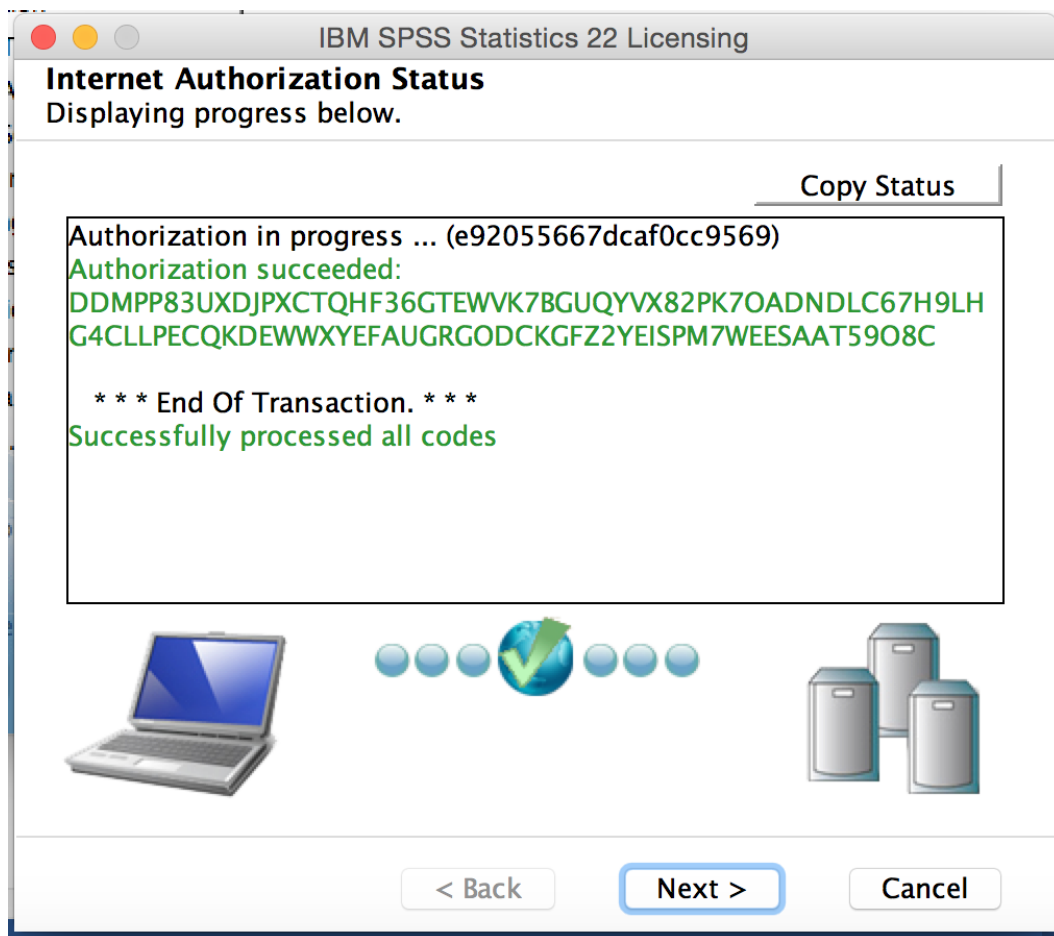 IBM SPSS Statistics 22 Licensing
Internet Authorization Status
Displaying progress below.
Copy Status
Authorization in progress ... (e92055667dcaf0cc9569)
Authorization succeeded:
DDMPP83UXDJPXCTQHF36GTEWVK7BGUQYVX82PK7OADNDLC67H9LH
G4CLLPECQKDEWWXYEFAUGRGODCKGFZ2YEISPM7WEESAAT59O8C
* * * End Of Transaction. * * *
Successfully processed all codes
< Back
Next >
Cancel